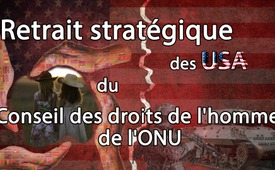 Retrait stratégique
des USA
du
Conseil des droits de l'homme
de l'ONU